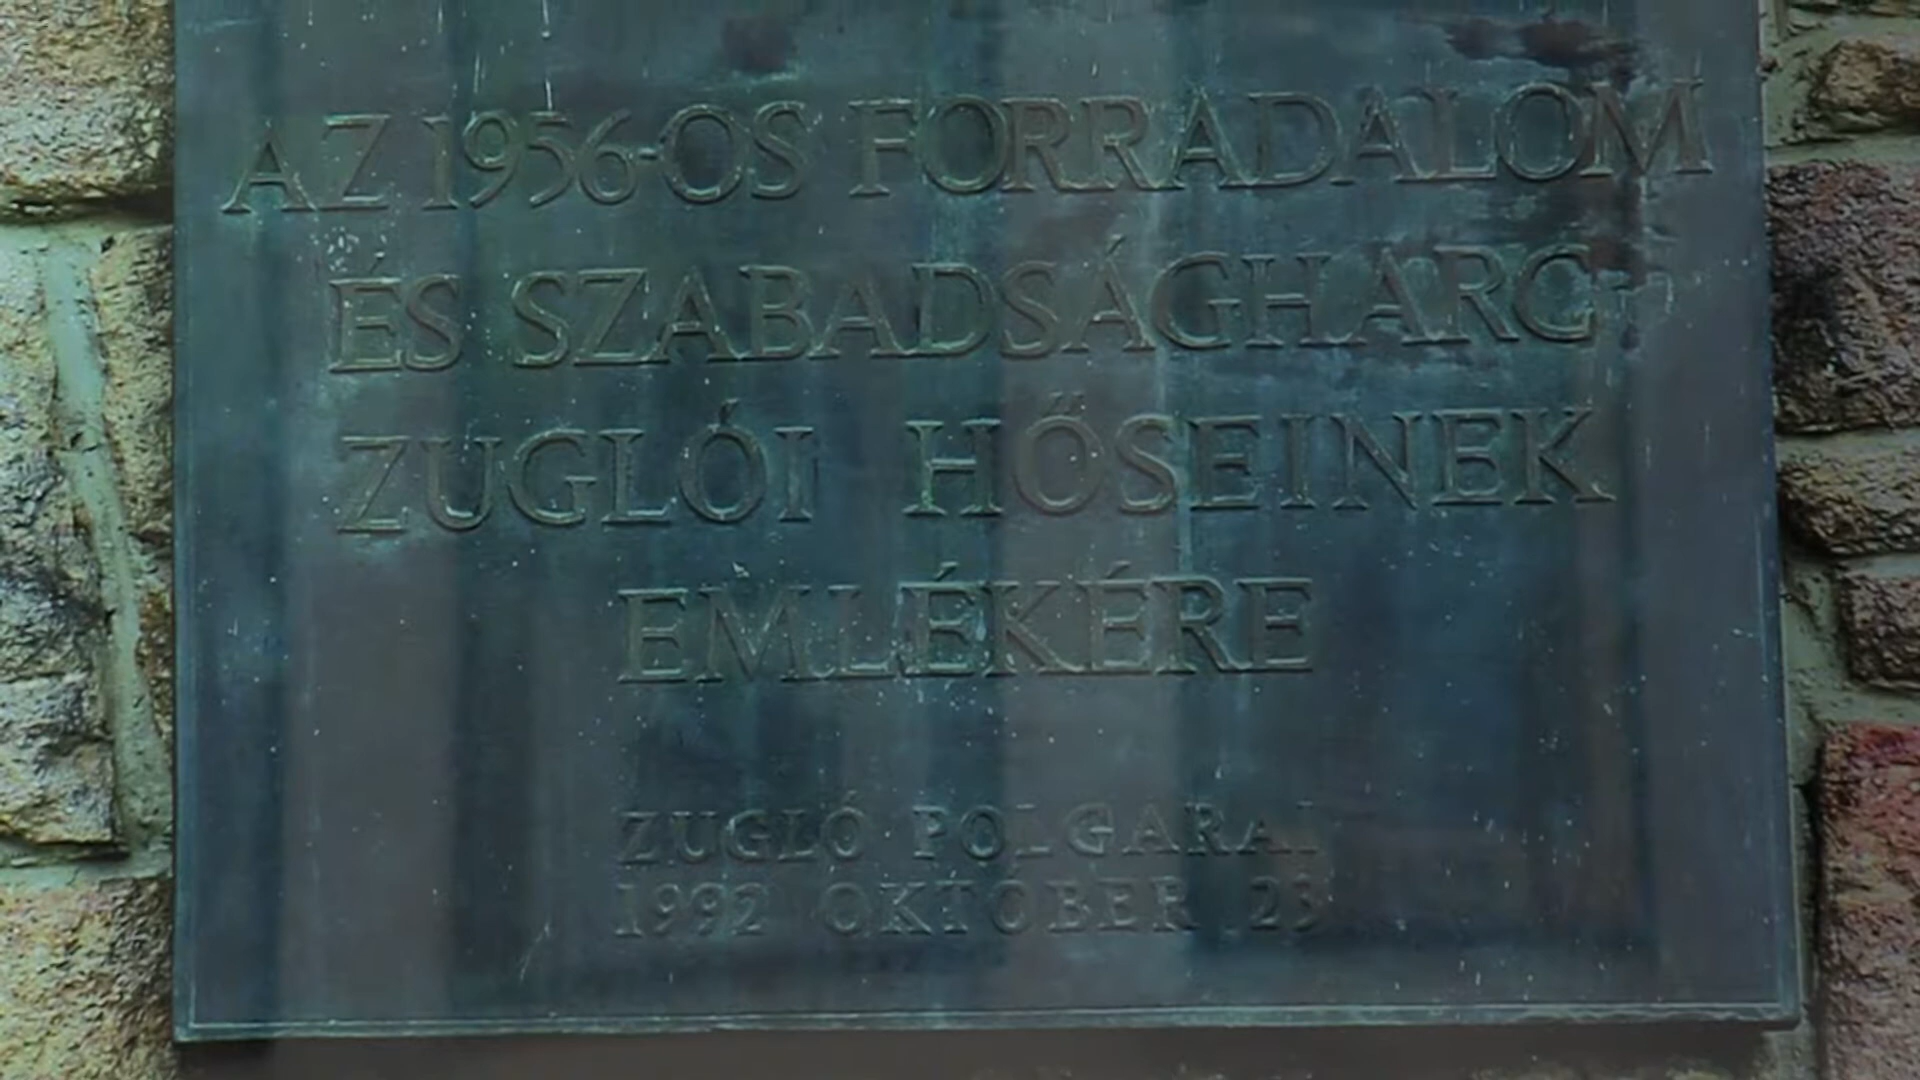 AZ 1956-OS FORRADALOM
ÉS SZABADSÁGHARC
ZUGLÓI HŐSEINEK
EMLÉKÉRE
ZUGLÓ POLGÁRAI
1992 OKTÓBER 23